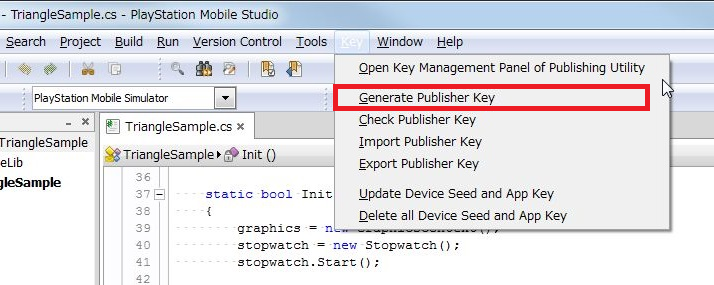 - TriangleSample.cs - PlayStation Mobile Studio
Search Project Build Run Version Control Tools Key Window Help
Open Key Management Panel of Publishing Utility
PlayStation Mobile Simulator
Generate Publisher Key
Check Publisher Key
Import Publisher Key
Export Publisher Key
Update Device Seed and App Key
Delete all Device Seed and App Key
TriangleSample.cs ×
TriangleSample
TriangleSample Init ()
eLib
gleSample
36
37 static bool Init
38 {
39 graphics = new
40 stopwatch = new Stopwatch();
41 stopwatch.Start();
42